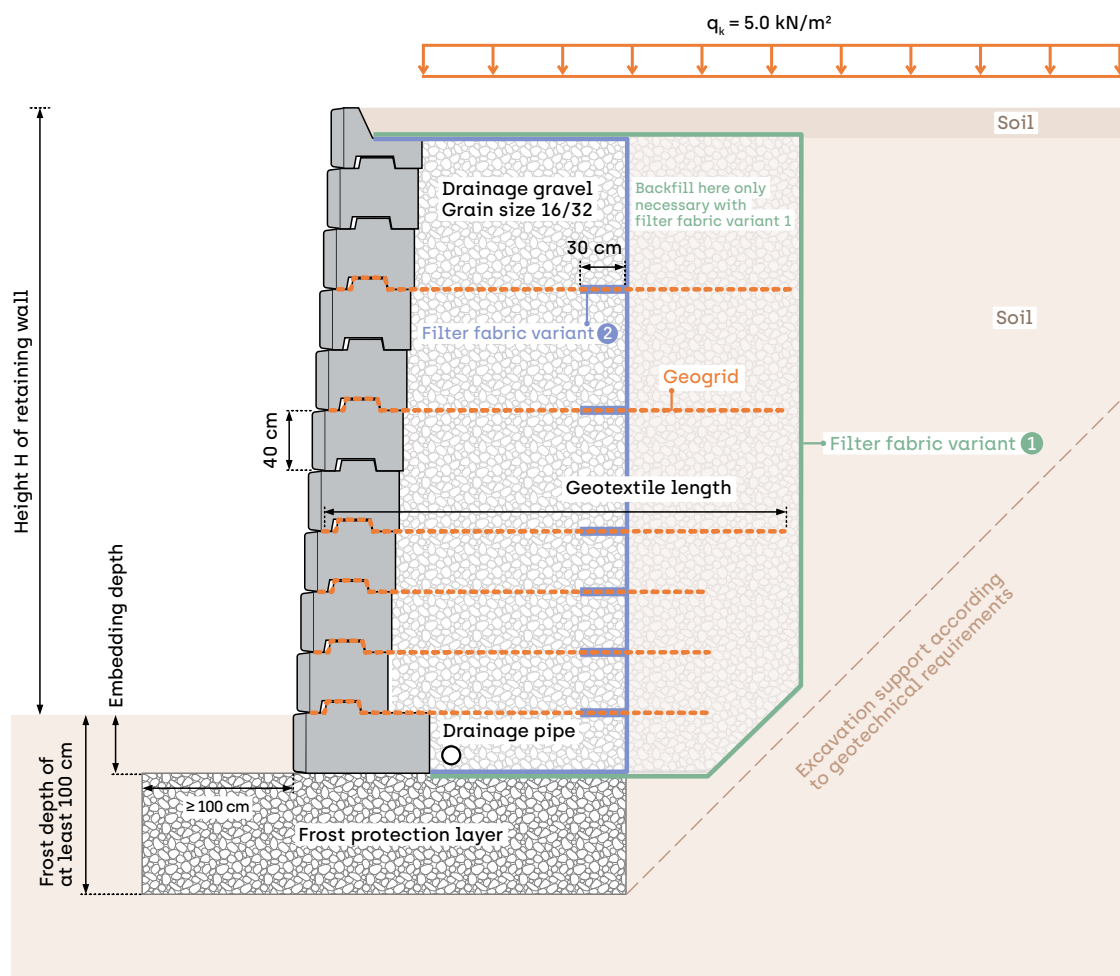 qk = 5.0 kN/m²
Soil
Drainage gravel
Grain size 16/32
Backfill here only
necessary with
filter fabric variant 1
30 cm
Soil
Filter fabric variant 2
Geogrid
Filter fabric variant 1
40 cm
Geotextile length
Height H of retaining wall
Embedding depth
Excavation support according
to geotechnical requirements
Drainage pipe
≥ 100 cm
Frost protection layer
Frost depth of
at least 100 cm